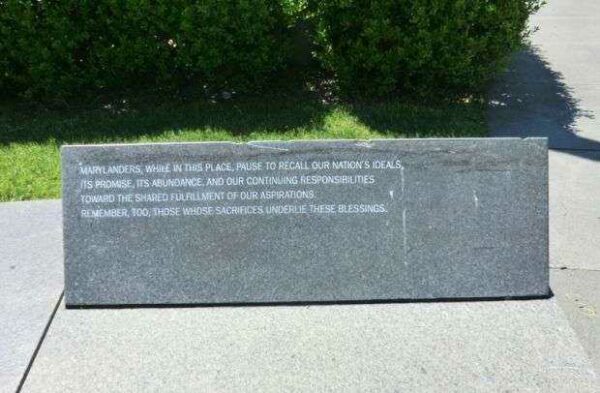 MARYLANDERS, WHILE IN THIS PLACE, PAUSE TO RECALL OUR NATION'S IDEALS,
ITS PROMISE, ITS ABUNDANCE, AND OUR CONTINUING RESPONSIBILITIES
TOWARD THE SHARED FULFILLMENT OF OUR ASPIRATIONS.
REMEMBER, TOO, THOSE WHOSE SACRIFICES UNDERLIE THESE BLESSINGS.